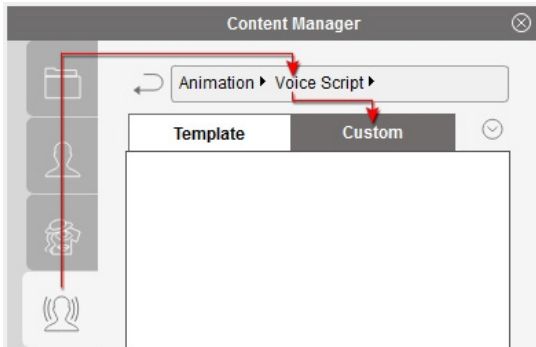 Content Manager
Animation ▸ Voice Script ▸
Template Custom